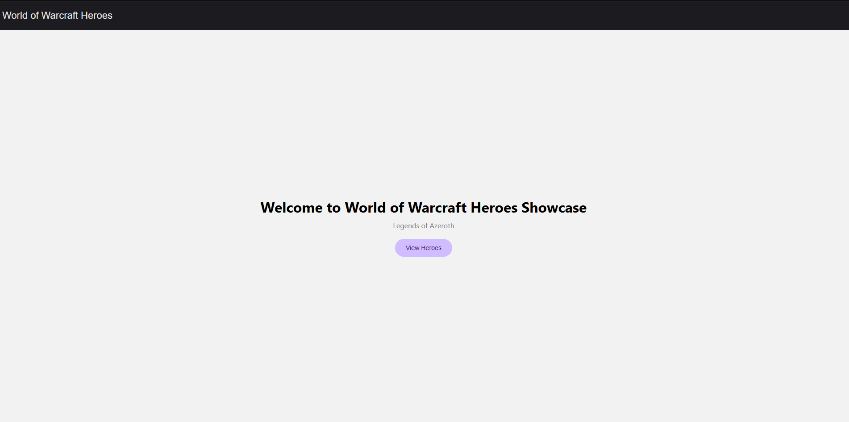 World of Warcraft Heroes
Welcome to World of Warcraft Heroes Showcase
Legends of Azeroth
View Heroes